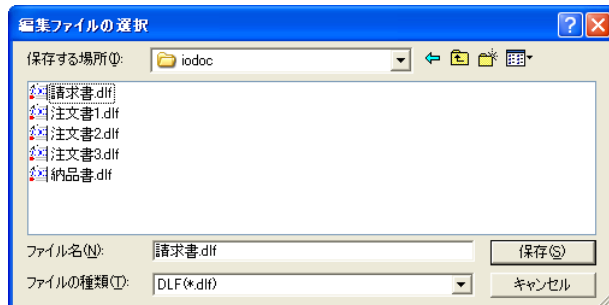 編集ファイルの選択
保存する場所(I):
iodoc
請求書.dlf
注文書1.dlf
注文書2.dlf
注文書3.dlf
納品書.dlf
ファイル名(N): 請求書.dlf 保存(S)
ファイルの種類(T): DLF(*.dlf) キャンセル